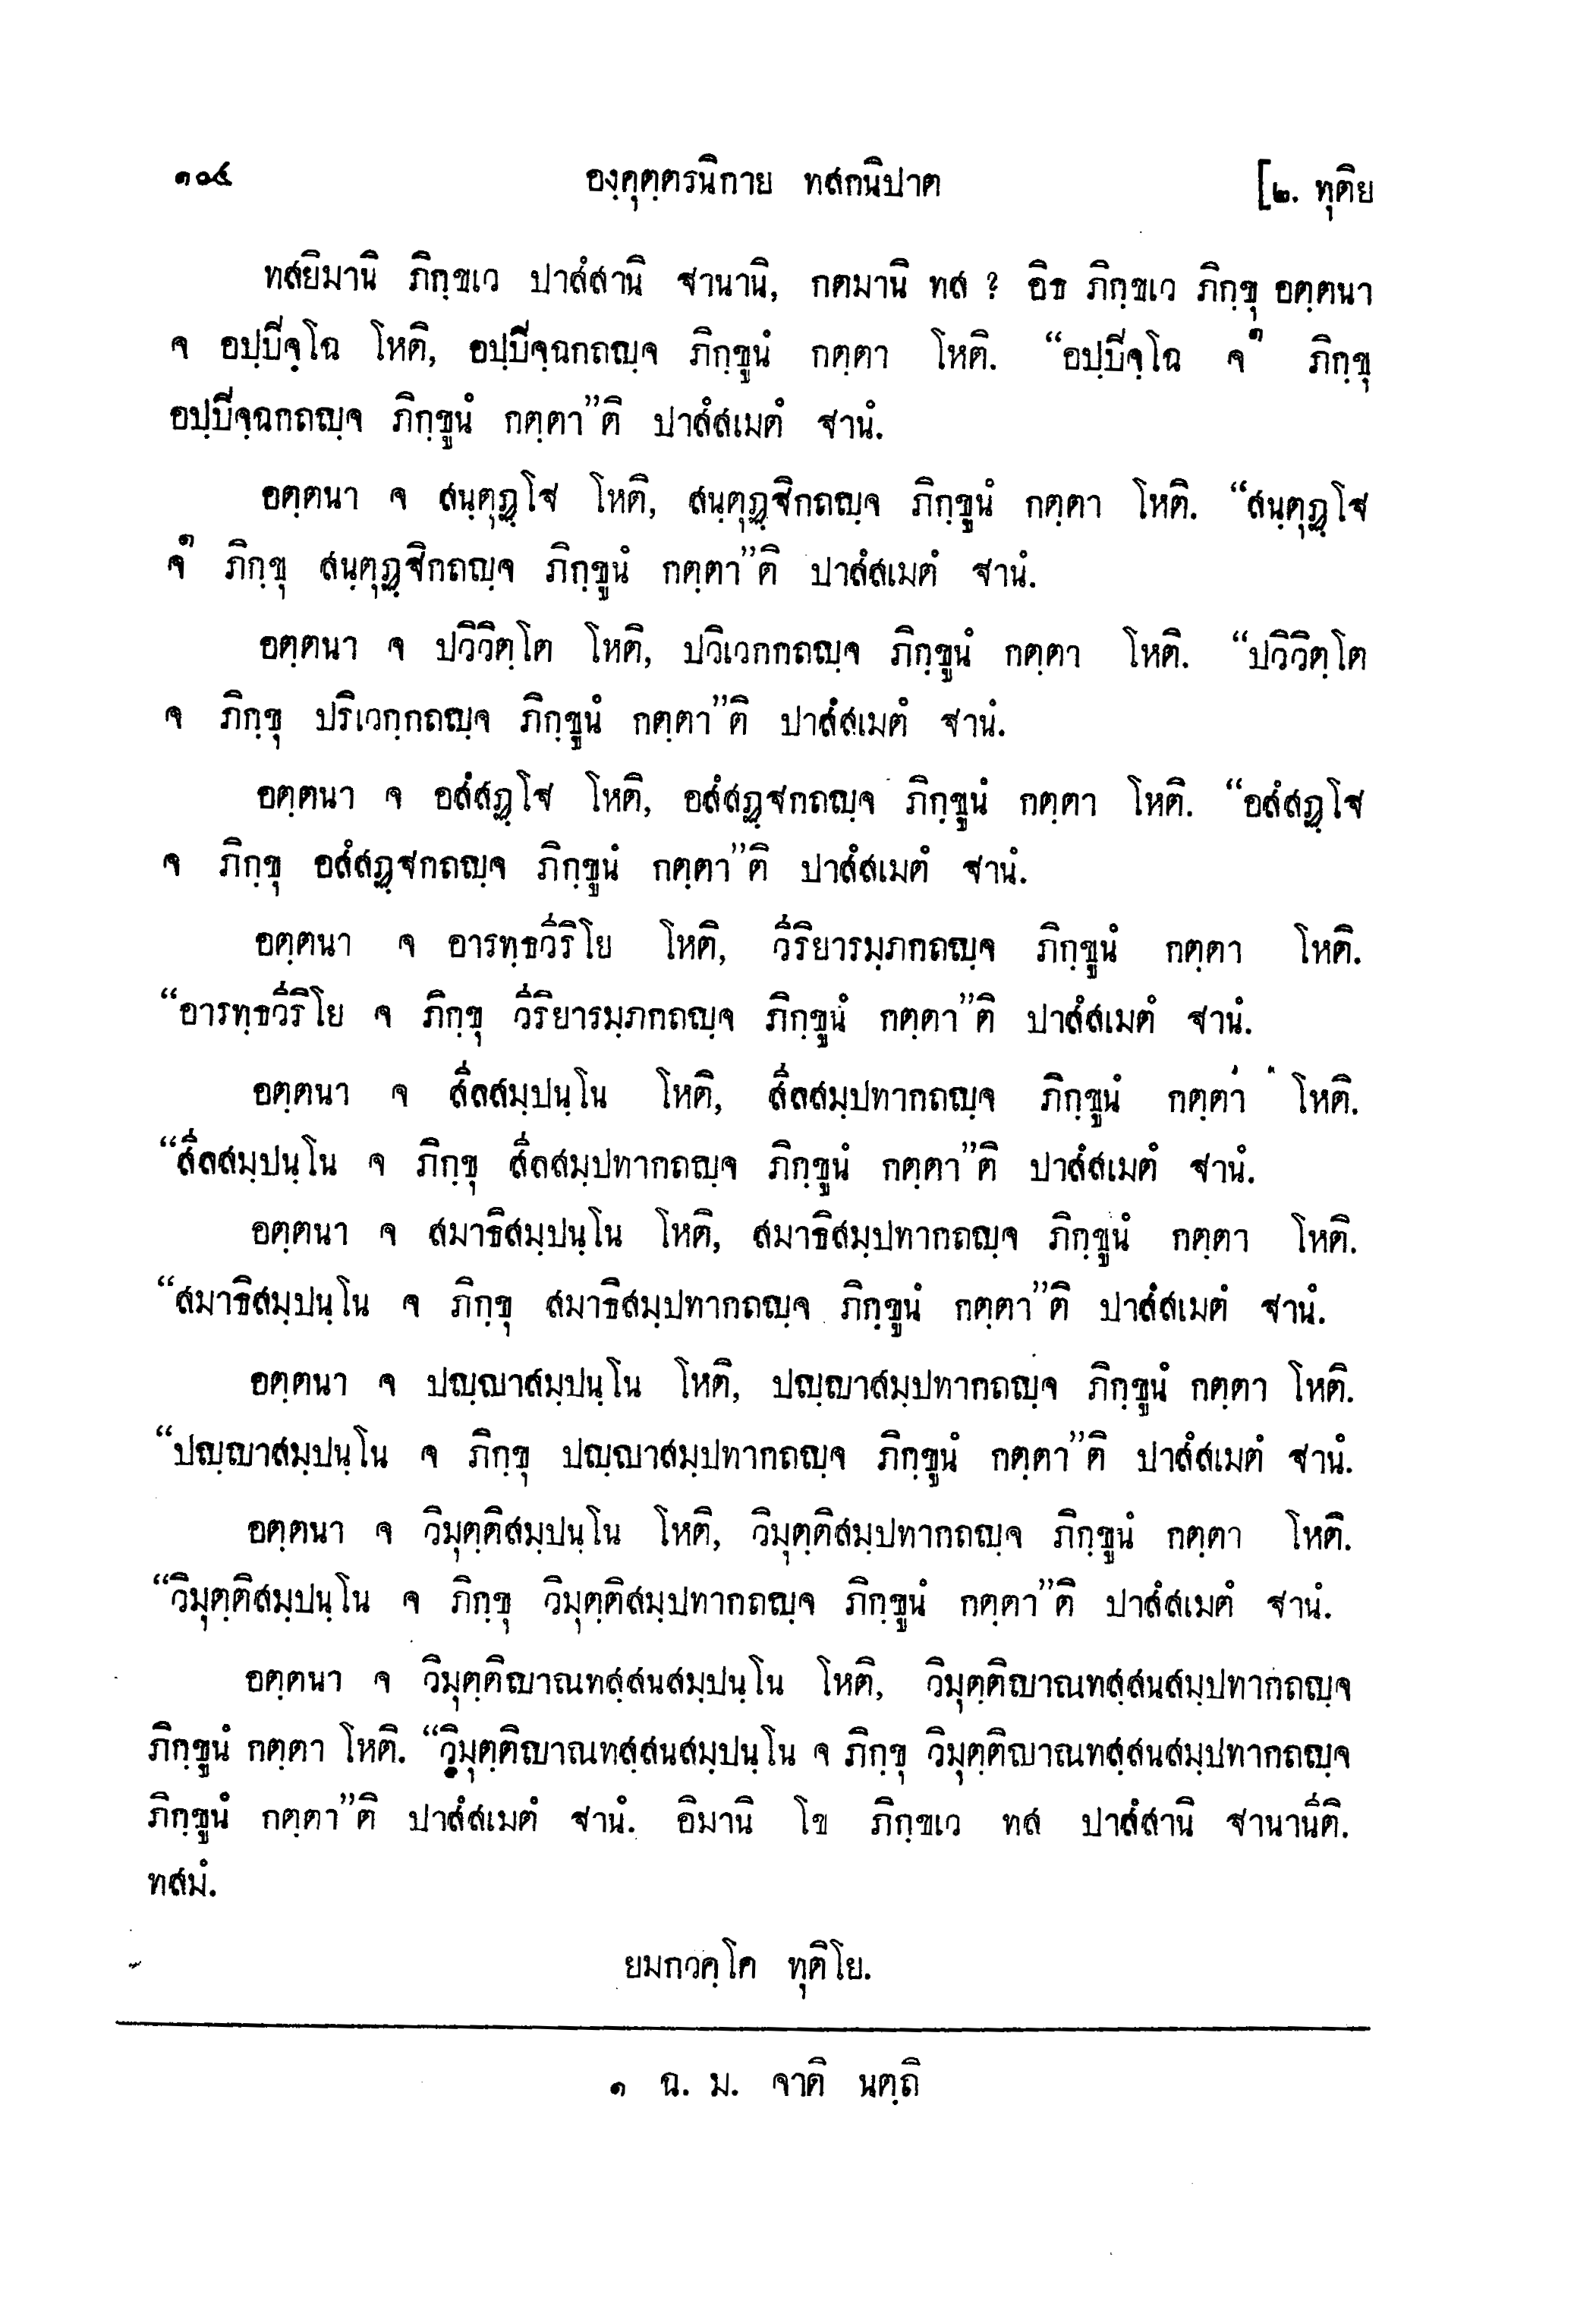 ๑๐๔ องฺคุตฺตรนิกาย ทสกนิปาต [๒. ทุติย
ทสยิมานิ ภิกฺขเว ปาสํสานิ ฐานานิ, กตมานิ ทส ? อิธ ภิกฺขเว ภิกฺขุ อตฺตนา
จ อปฺปิจฺโฉ โหติ, อปฺปิจฺฉกถญฺจ ภิกฺขูนํ กตฺตา โหติ. “อปฺปิจฺโฉ จ๑ ภิกฺขุ
อปฺปิจฺฉกถญฺจ ภิกฺขูนํ กตฺตา”ติ ปาสํสเมตํ ฐานํ.
อตฺตนา จ สนฺตุฏฺโฐ โหติ, สนฺตุฏฺฐิกถญฺจ ภิกฺขูนํ กตฺตา โหติ. “สนฺตุฏฺโฐ
จ๑ ภิกฺขุ สนฺตุฏฺฐิกถญฺจ ภิกฺขูนํ กตฺตา”ติ ปาสํสเมตํ ฐานํ.
อตฺตนา จ ปวิวิตฺโต โหติ, ปวิเวกกถญฺจ ภิกฺขูนํ กตฺตา โหติ. “ปวิวิตฺโต
จ ภิกฺขุ ปริเวกฺกถญฺจ ภิกฺขูนํ กตฺตา”ติ ปาสํสเมตํ ฐานํ.
อตฺตนา จ อสํสฏฺโฐ โหติ, อสํสฏฺฐกถญฺจ ภิกฺขูนํ กตฺตา โหติ. “อสํสฏฺโฐ
จ ภิกฺขุ อสํสฏฺฐกถญฺจ ภิกฺขูนํ กตฺตา”ติ ปาสํสเมตํ ฐานํ.
อตฺตนา จ อารทฺธวีริโย โหติ, วีริยารมฺภกถญฺจ ภิกฺขูนํ กตฺตา โหติ.
“อารทฺธวีริโย จ ภิกฺขุ วีริยารมฺภกถญฺจ ภิกฺขูนํ กตฺตา”ติ ปาสํสเมตํ ฐานํ.
อตฺตนา จ สีลสมฺปนฺโน โหติ, สีลสมฺปทากถญฺจ ภิกฺขูนํ กตฺตา โหติ.
“สีลสมฺปนฺโน จ ภิกฺขุ สีลสมฺปทากถญฺจ ภิกฺขูนํ กตฺตา”ติ ปาสํสเมตํ ฐานํ.
อตฺตนา จ สมาธิสมฺปนฺโน โหติ, สมาธิสมฺปทากถญฺจ ภิกฺขูนํ กตฺตา โหติ.
“สมาธิสมฺปนฺโน จ ภิกฺขุ สมาธิสมฺปทากถญฺจ ภิกฺขูนํ กตฺตา”ติ ปาสํสเมตํ ฐานํ.
อตฺตนา จ ปญฺญาสมฺปนฺโน โหติ, ปญฺญาสมฺปทากถญฺจ ภิกฺขูนํ กตฺตา โหติ.
“ปญฺญาสมฺปนฺโน จ ภิกฺขุ ปญฺญาสมฺปทากถญฺจ ภิกฺขูนํ กตฺตา”ติ ปาสํสเมตํ ฐานํ.
อตฺตนา จ วิมุตฺติสมฺปนฺโน โหติ, วิมุตฺติสมฺปทากถญฺจ ภิกฺขูนํ กตฺตา โหติ.
“วิมุตฺติสมฺปนฺโน จ ภิกฺขุ วิมุตฺติสมฺปทากถญฺจ ภิกฺขูนํ กตฺตา”ติ ปาสํสเมตํ ฐานํ.
อตฺตนา จ วิมุตฺติญาณทสฺสนสมฺปนฺโน โหติ, วิมุตฺติญาณทสฺสนสมฺปทากถญฺจ
ภิกฺขูนํ กตฺตา โหติ. “วิมุตฺติญาณทสฺสนสมฺปนฺโน จ ภิกฺขุ วิมุตฺติญาณทสฺสนสมฺปทากถญฺจ
ภิกฺขูนํ กตฺตา”ติ ปาสํสเมตํ ฐานํ. อิมานิ โข ภิกฺขเว ทส ปาสํสานิ ฐานานีติ.
ทสมํ.
ยมกวคฺโค ทุติโย.
๑ ฉ. ม. จาติ นตฺถิ